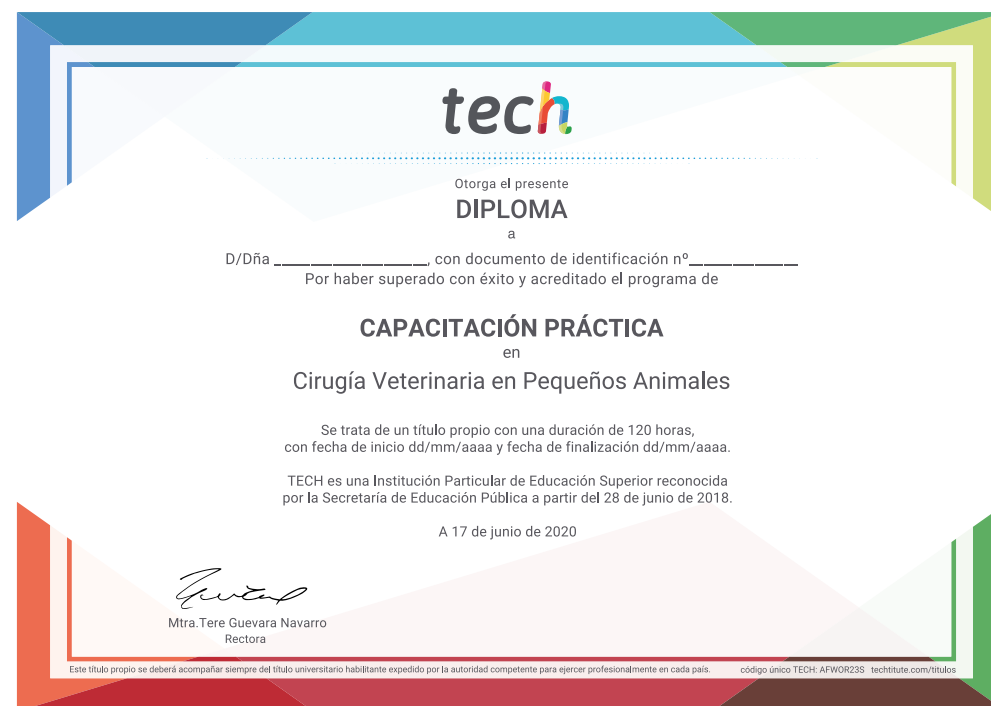 tech
Otorga el presente
DIPLOMA
a
D/Dña ____________________, con documento de identificación nº______________
Por haber superado con éxito y acreditado el programa de
CAPACITACIÓN PRÁCTICA
en
Cirugía Veterinaria en Pequeños Animales
Se trata de un título propio con una duración de 120 horas,
con fecha de inicio dd/mm/aaaa y fecha de finalización dd/mm/aaaa.
TECH es una Institución Particular de Educación Superior reconocida
por la Secretaría de Educación Pública a partir del 28 de junio de 2018.
A 17 de junio de 2020
Mtra.Tere Guevara Navarro
Rectora
Este título propio se deberá acompañar siempre del título universitario habilitante expedido por la autoridad competente para ejercer profesionalmente en cada país. código único TECH: AFWOR23S techtitute.com/titulos